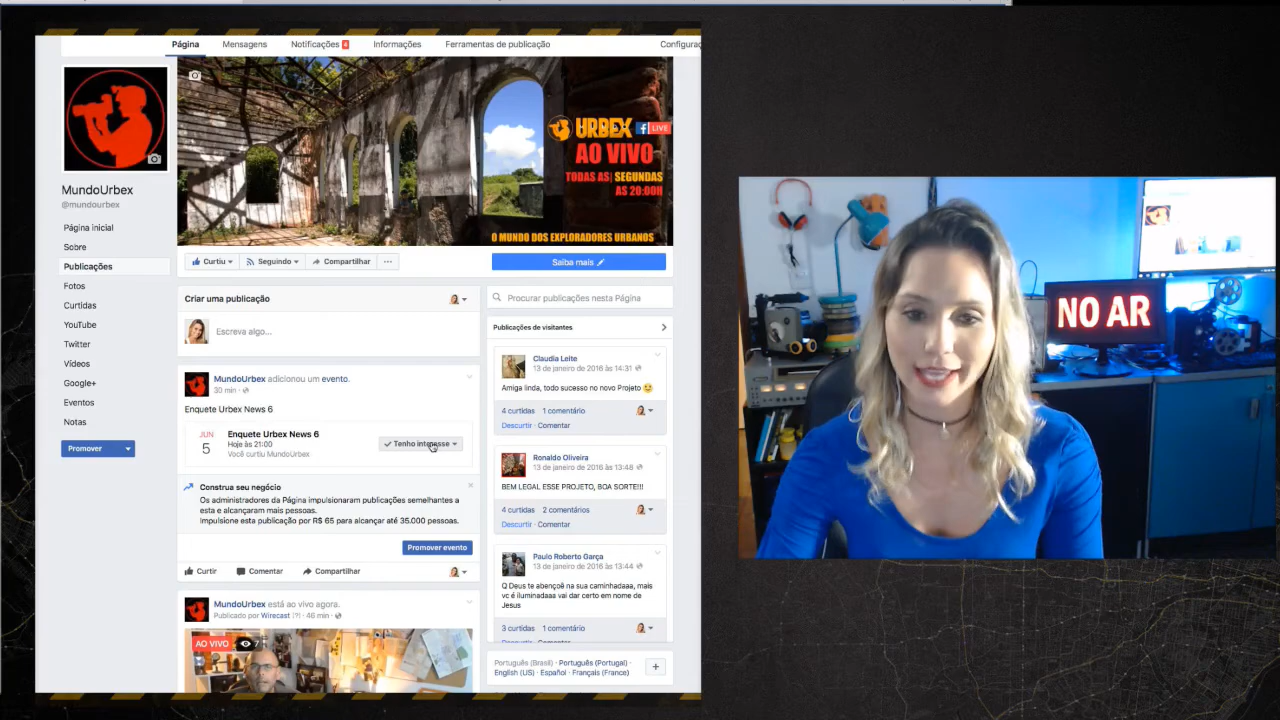 Página Mensagens Notificações 4 Informações Ferramentas de publicação Configuraç
URBEX f LIVE
AO VIVO
TODAS AS| SEGUNDAS
AS 20:00H
O MUNDO DOS EXPLORADORES URBANOS
MundoUrbex
@mundourbex
Página inicial
Sobre
Publicações
Fotos
Curtidas
YouTube
Twitter
Vídeos
Google+
Eventos
Notas
Promover
Curtiu Seguindo Compartilhar ...
Saiba mais
Criar uma publicação
Escreva algo...
MundoUrbex adicionou um evento.
30 min ·
Enquete Urbex News 6
JUN
5
Enquete Urbex News 6
Hoje às 21:00
Você curtiu MundoUrbex
Tenho interesse
Construa seu negócio
Os administradores da Página impulsionaram publicações semelhantes a
esta e alcançaram mais pessoas.
Impulsione esta publicação por R$ 65 para alcançar até 35.000 pessoas.
Promover evento
Curtir Comentar Compartilhar
MundoUrbex está ao vivo agora.
Publicado por Wirecast [?] · 46 min ·
AO VIVO 7
Procurar publicações nesta Página
Publicações de visitantes
Claudia Leite
13 de janeiro de 2016 às 14:31 ·
Amiga linda, todo sucesso no novo Projeto
4 curtidas 1 comentário
Descurtir · Comentar
Ronaldo Oliveira
13 de janeiro de 2016 às 13:48 ·
BEM LEGAL ESSE PROJETO, BOA SORTE!!!
4 curtidas 2 comentários
Descurtir · Comentar
Paulo Roberto Garça
13 de janeiro de 2016 às 13:44 ·
Q Deus te abençoê na sua caminhadaaa, mais
vc é iluminadaaa vai dar certo em nome de
Jesus
3 curtidas 1 comentário
Descurtir · Comentar
Português (Brasil) · Português (Portugal) ·
English (US) · Español · Français (France)
+
NO AR